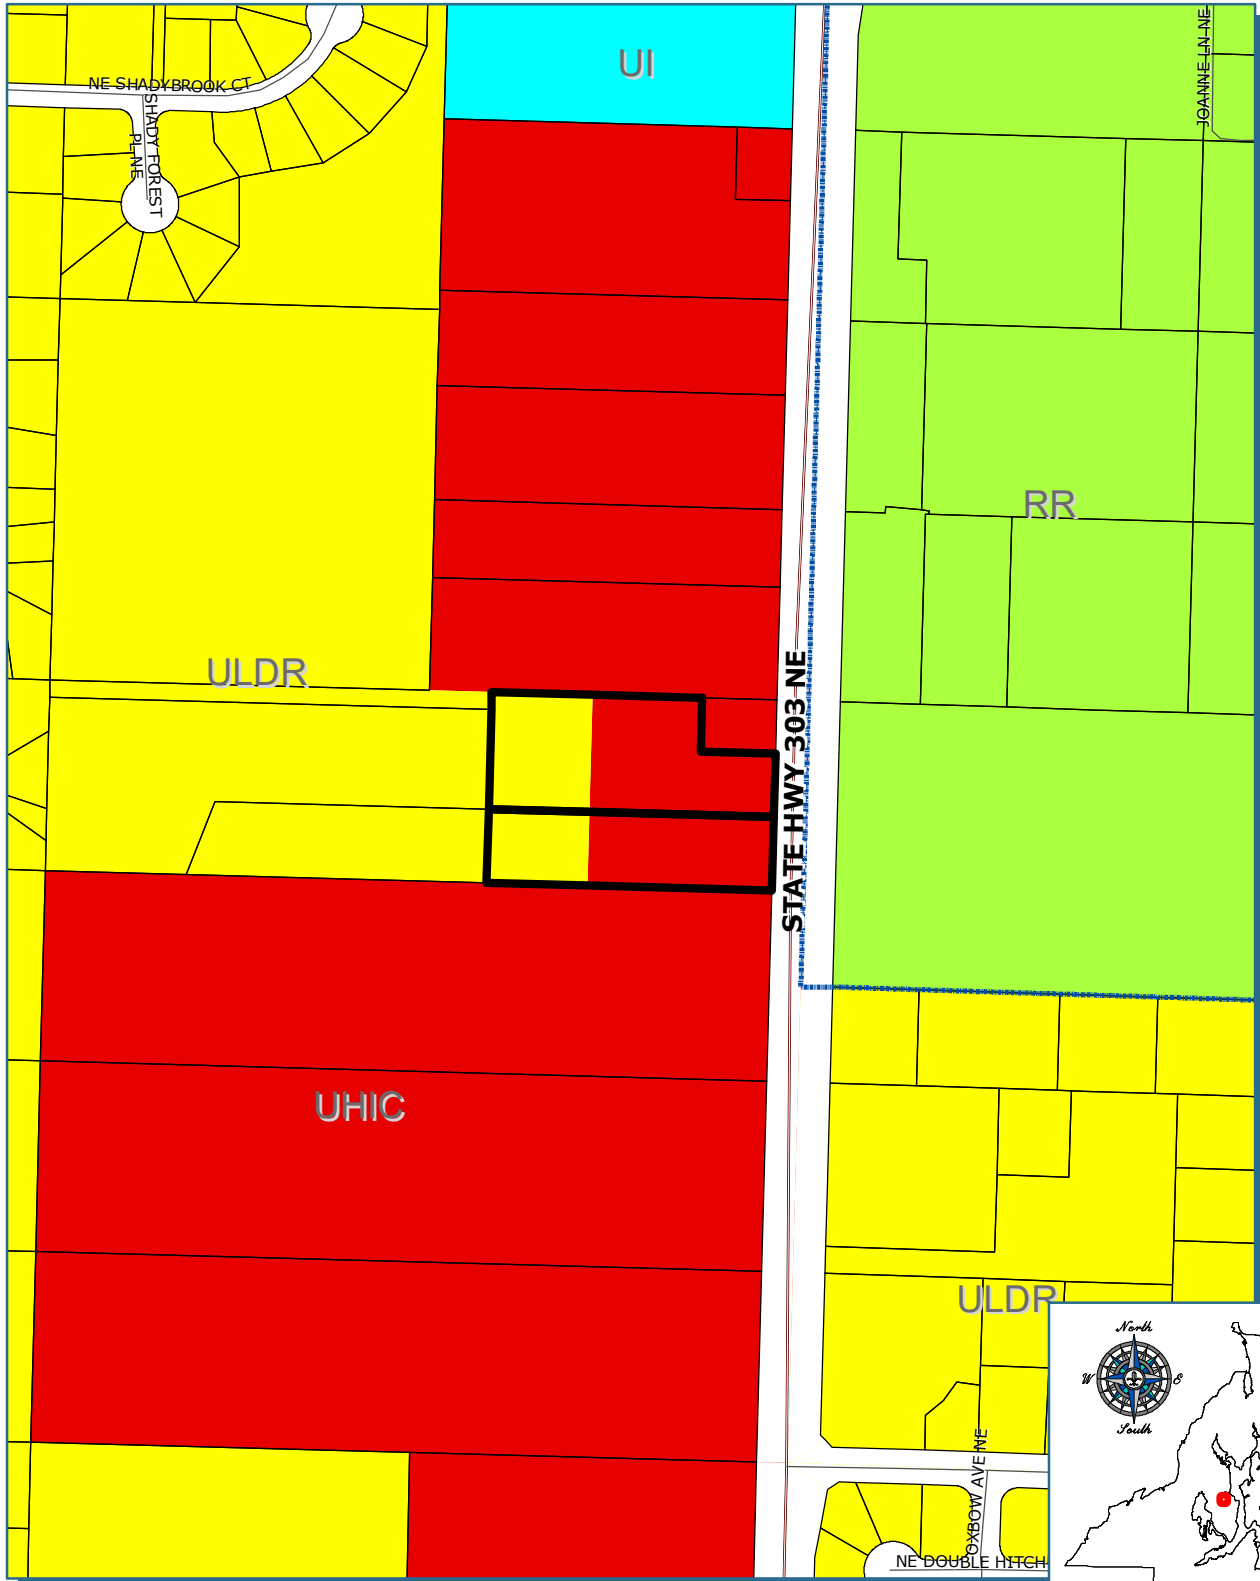 UI
JOANNE LN NE
NE SHADYBROOK CT
SHADY FOREST
PL NE
RR
ULDR
STATE HWY 303 NE
UHIC
ULDR
North
W
E
South
OXBOW AVE NE
NE DOUBLE HITCH